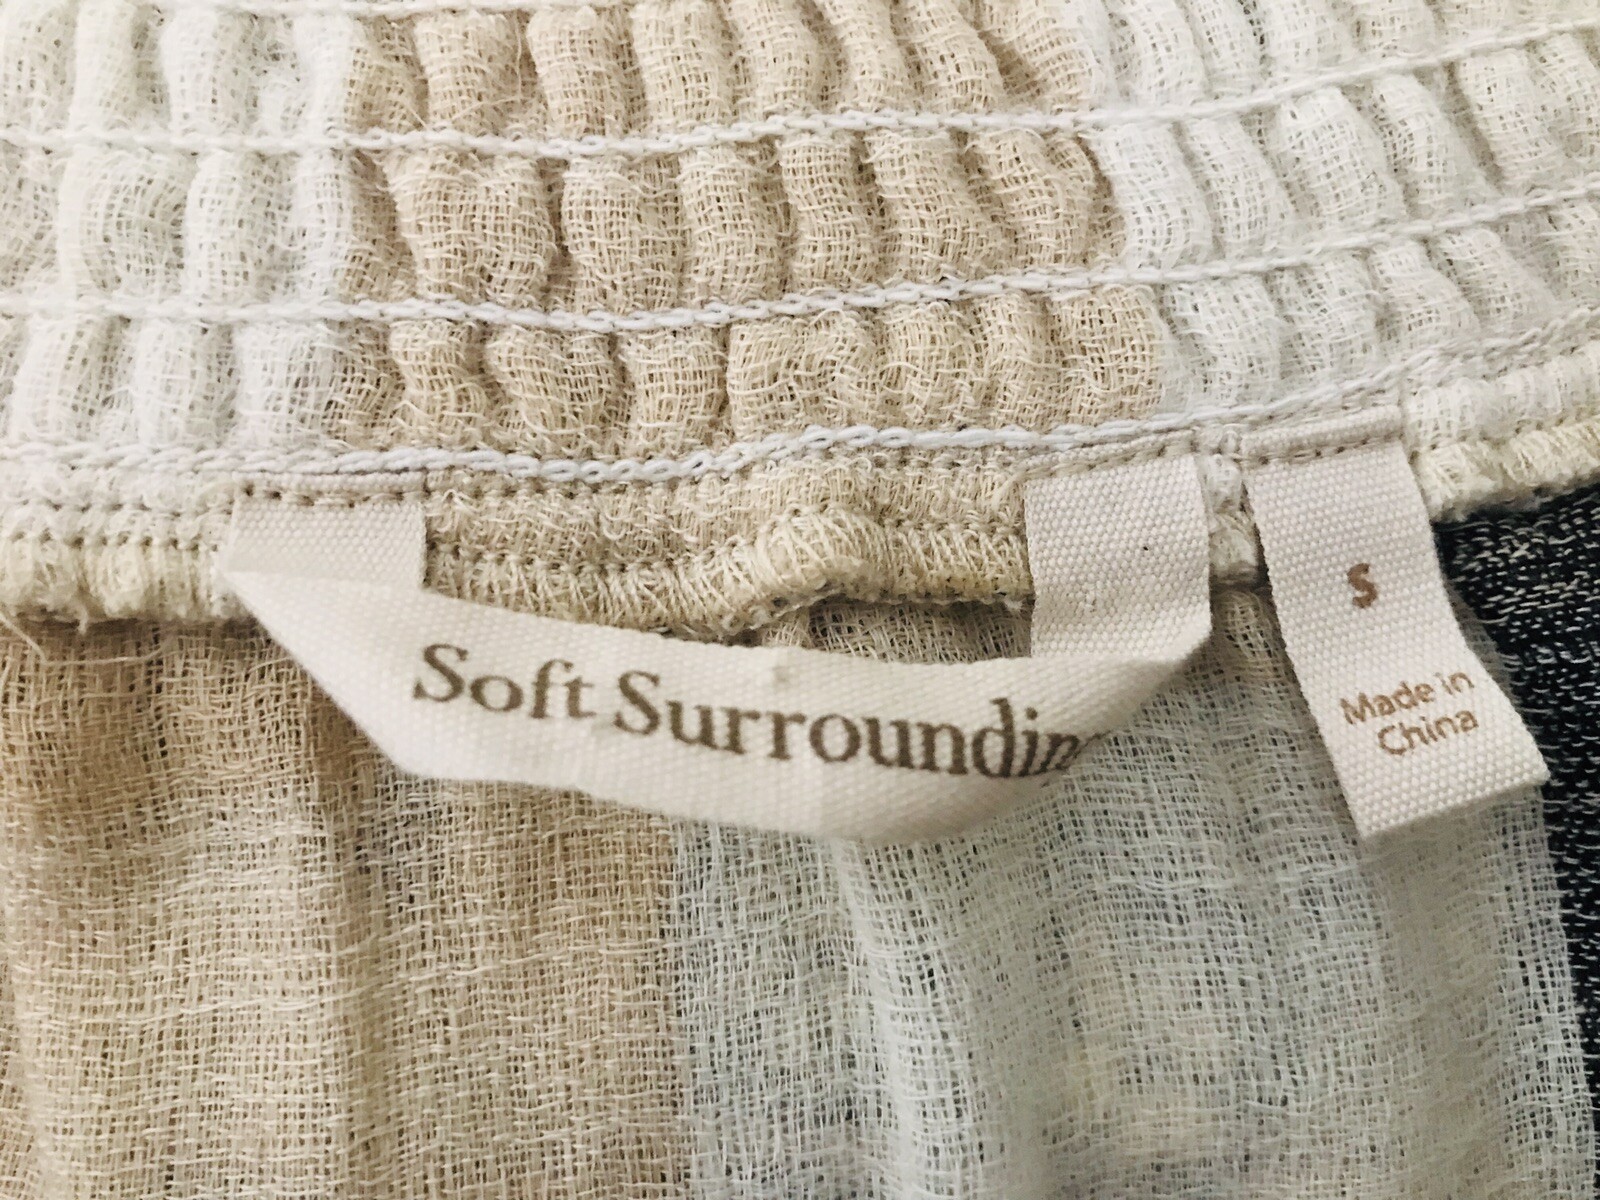 Soft Surroundin
S
Made in
China